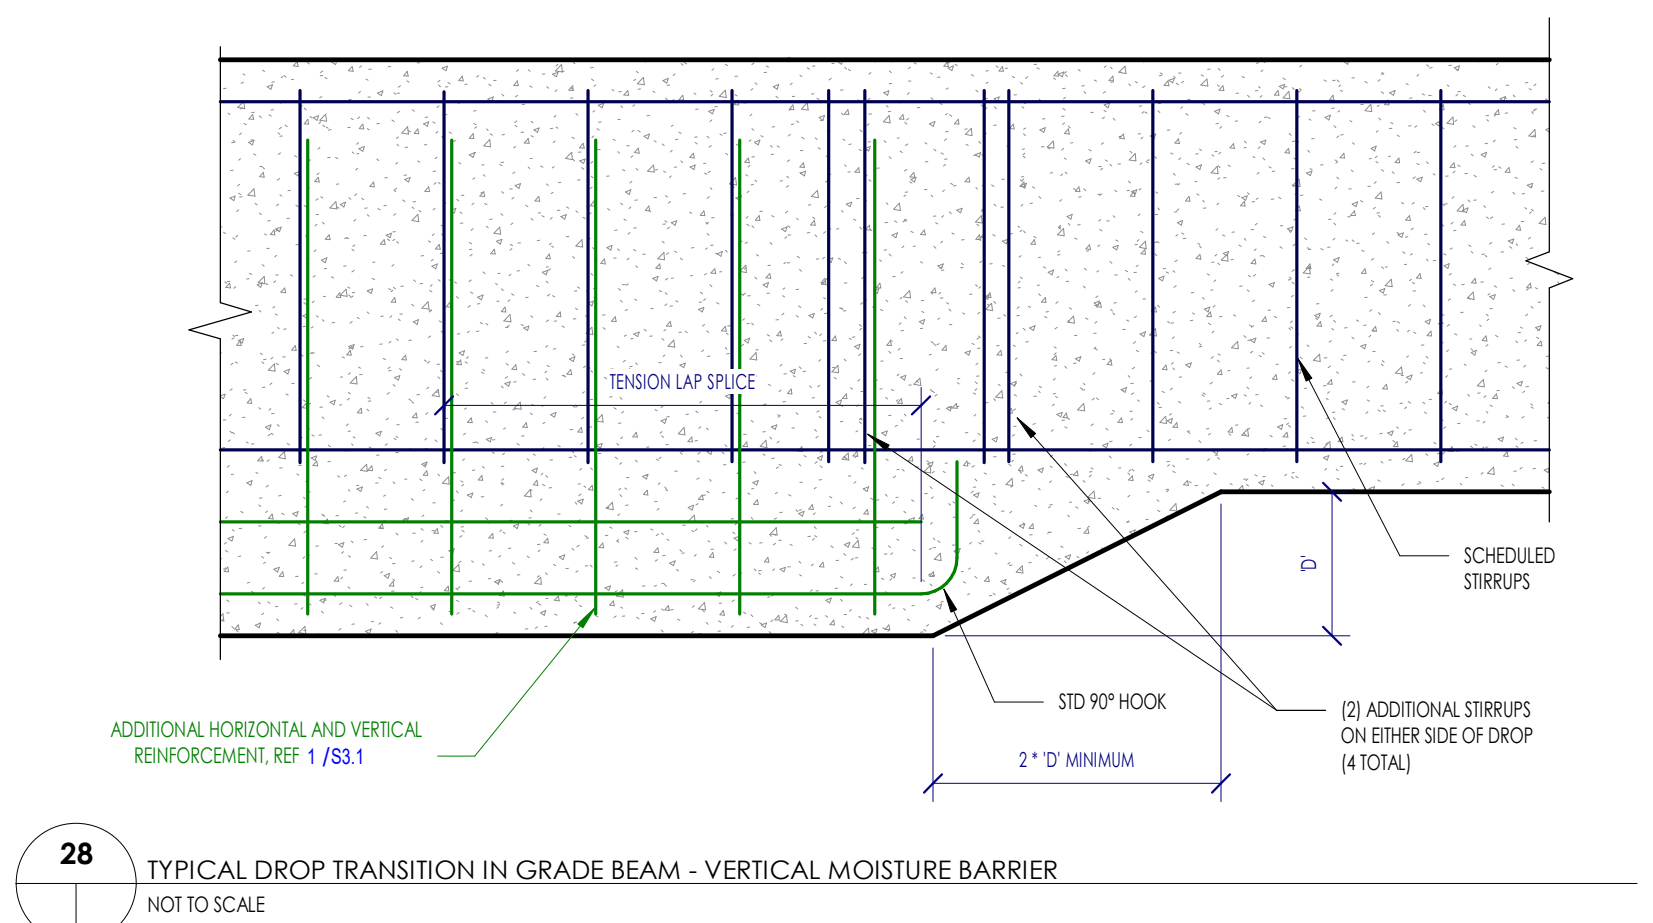 TENSION LAP SPLICE
'D'
SCHEDULED
STIRRUPS
STD 90° HOOK
(2) ADDITIONAL STIRRUPS
ON EITHER SIDE OF DROP
(4 TOTAL)
ADDITIONAL HORIZONTAL AND VERTICAL
REINFORCEMENT, REF 1 /S3.1
2 * 'D' MINIMUM
28
TYPICAL DROP TRANSITION IN GRADE BEAM - VERTICAL MOISTURE BARRIER
NOT TO SCALE